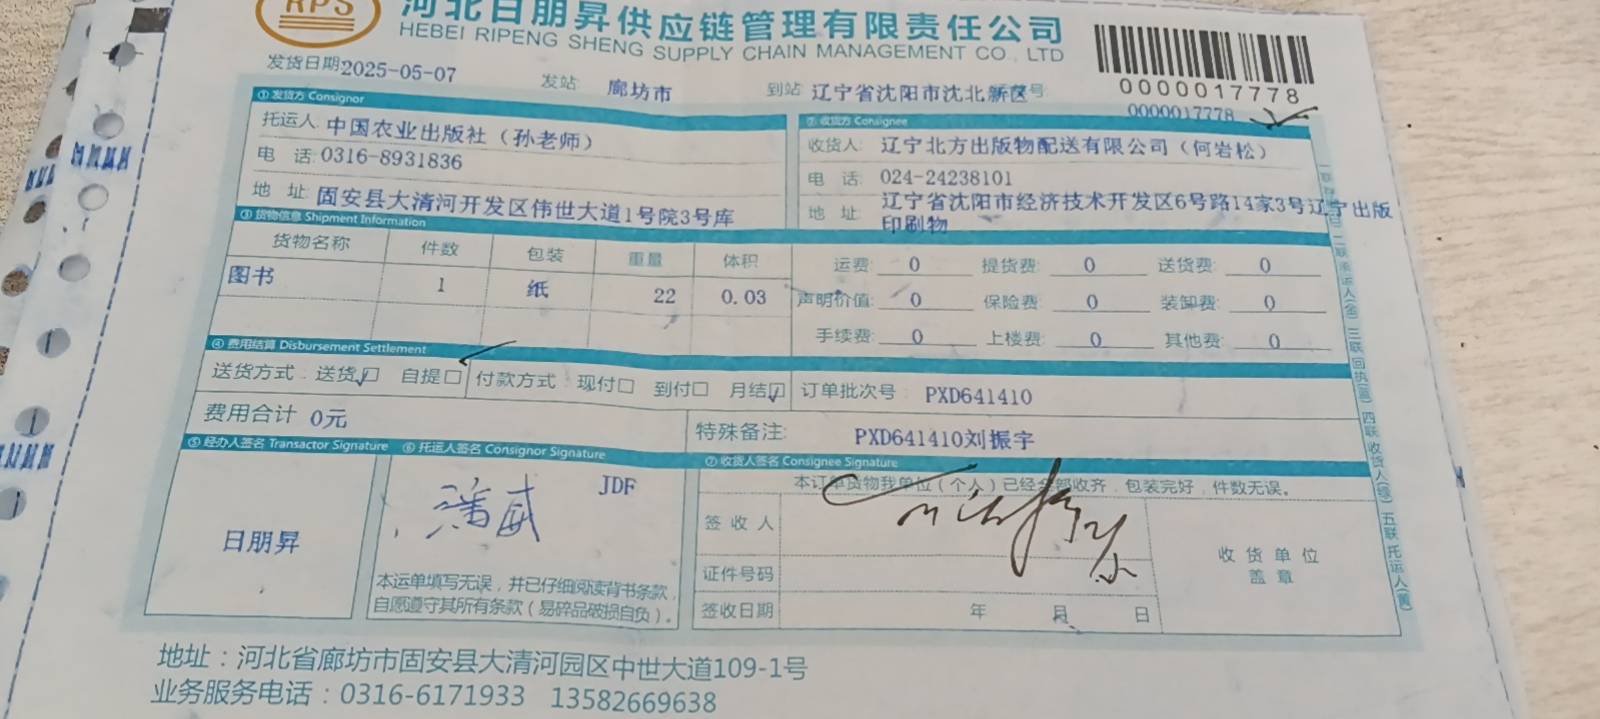 RPS
河北日朋昇供应链管理有限责任公司
HEBEI RIPENG SHENG SUPPLY CHAIN MANAGEMENT CO., LTD
0000017778
发货日期 2025-05-07 发站 廊坊市 到站 辽宁省沈阳市沈北新区 号 0000017778
① 发货方 Consignor
托运人 中国农业出版社（孙老师）
电 话 0316-8931836
地 址 固安县大清河开发区伟世大道1号院3号库
② 收货方 Consignee
收货人: 辽宁北方出版物配送有限公司（何岩松）
电 话: 024-24238101
地 址: 辽宁省沈阳市经济技术开发区6号路14家3号辽宁出版
印刷物
③ 货物信息 Shipment Information
货物名称 件数 包装 重量 体积
图书 1 纸 22 0.03
运费: 0 提货费: 0 送货费: 0
声明价值: 0 保险费: 0 装卸费: 0
手续费: 0 上楼费: 0 其他费: 0
④ 费用结算 Disbursement Settlement
送货方式: 送货☑ 自提☐ 付款方式: 现付☐ 到付☐ 月结☑ 订单批次号: PXD641410
费用合计 0元
特殊备注: PXD641410刘振宇
⑤ 经办人签名 Transactor Signature
日朋昇
⑥ 托运人签名 Consignor Signature
JDF
潘威
本运单填写无误，并已仔细阅读背书条款，
自愿遵守其所有条款（易碎品破损自负）。
⑦ 收货人签名 Consignee Signature
本订单货物我单位（个人）已经全部收齐，包装完好，件数无误。
签 收 人
证件号码
签收日期 年 月 日
收 货 单 位
盖 章
地址：河北省廊坊市固安县大清河园区中世大道109-1号
业务服务电话：0316-6171933 13582669638